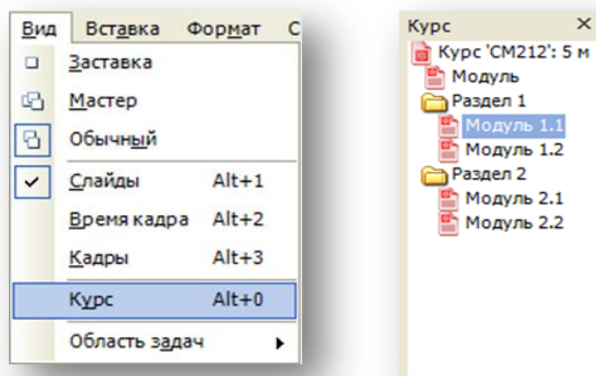 Вид Вставка Формат С
Заставка
Мастер
Обычный
Слайды Alt+1
Время кадра Alt+2
Кадры Alt+3
Курс Alt+0
Область задач
Курс
Курс 'СМ212': 5 м
Модуль
Раздел 1
Модуль 1.1
Модуль 1.2
Раздел 2
Модуль 2.1
Модуль 2.2